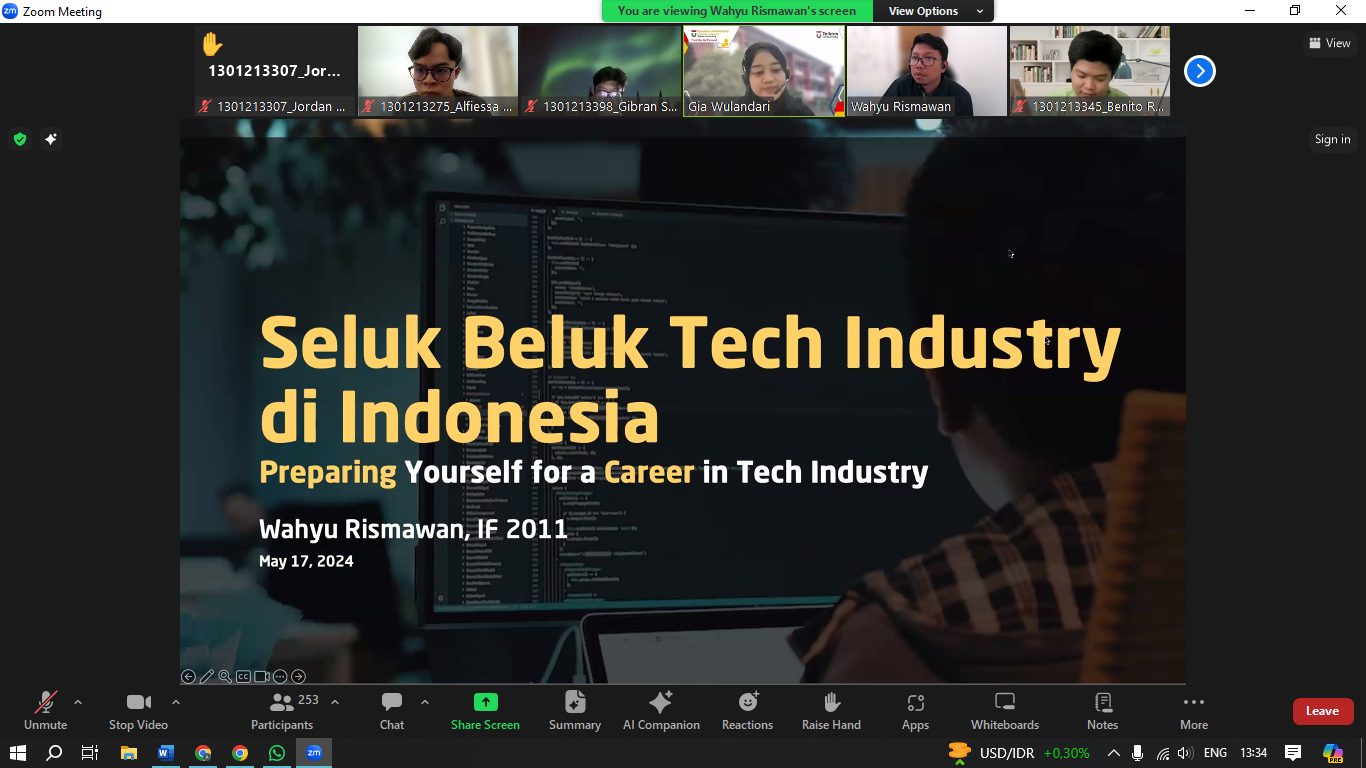 Zoom Meeting
You are viewing Wahyu Rismawan's screen
View Options
1301213307_Jor...
1301213307_Jordan ...
1301213275_Alfiessa ...
1301213398_Gibran S...
Gia Wulandari
Wahyu Rismawan
1301213345_Benito R...
View
Sign in
Seluk Beluk Tech Industry
di Indonesia
Preparing Yourself for a Career in Tech Industry
Wahyu Rismawan, IF 2011
May 17, 2024
Unmute
Stop Video
Participants
253
Chat
Share Screen
Summary
AI Companion
Reactions
Raise Hand
Apps
Whiteboards
Notes
More
Leave
USD/IDR +0,30%
ENG
13:34